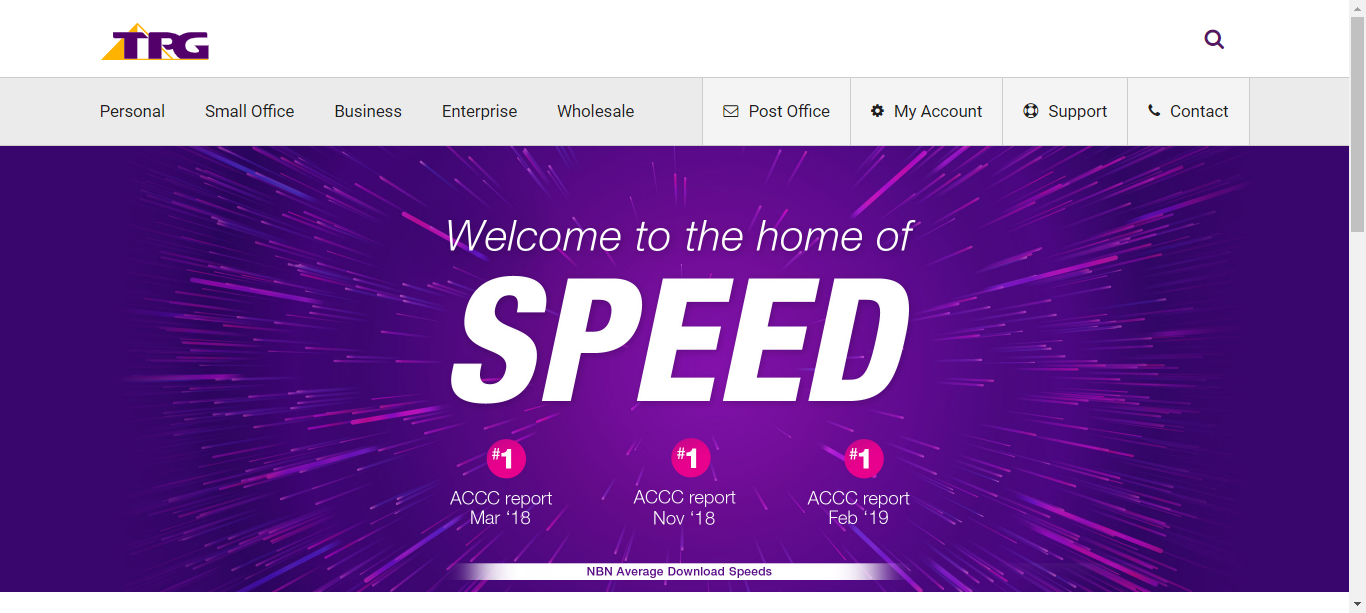 TPG
Personal
Small Office
Business
Enterprise
Wholesale
Post Office
My Account
Support
Contact
Welcome to the home of
SPEED
#1
ACCC report
Mar ‘18
#1
ACCC report
Nov ‘18
#1
ACCC report
Feb ‘19
NBN Average Download Speeds